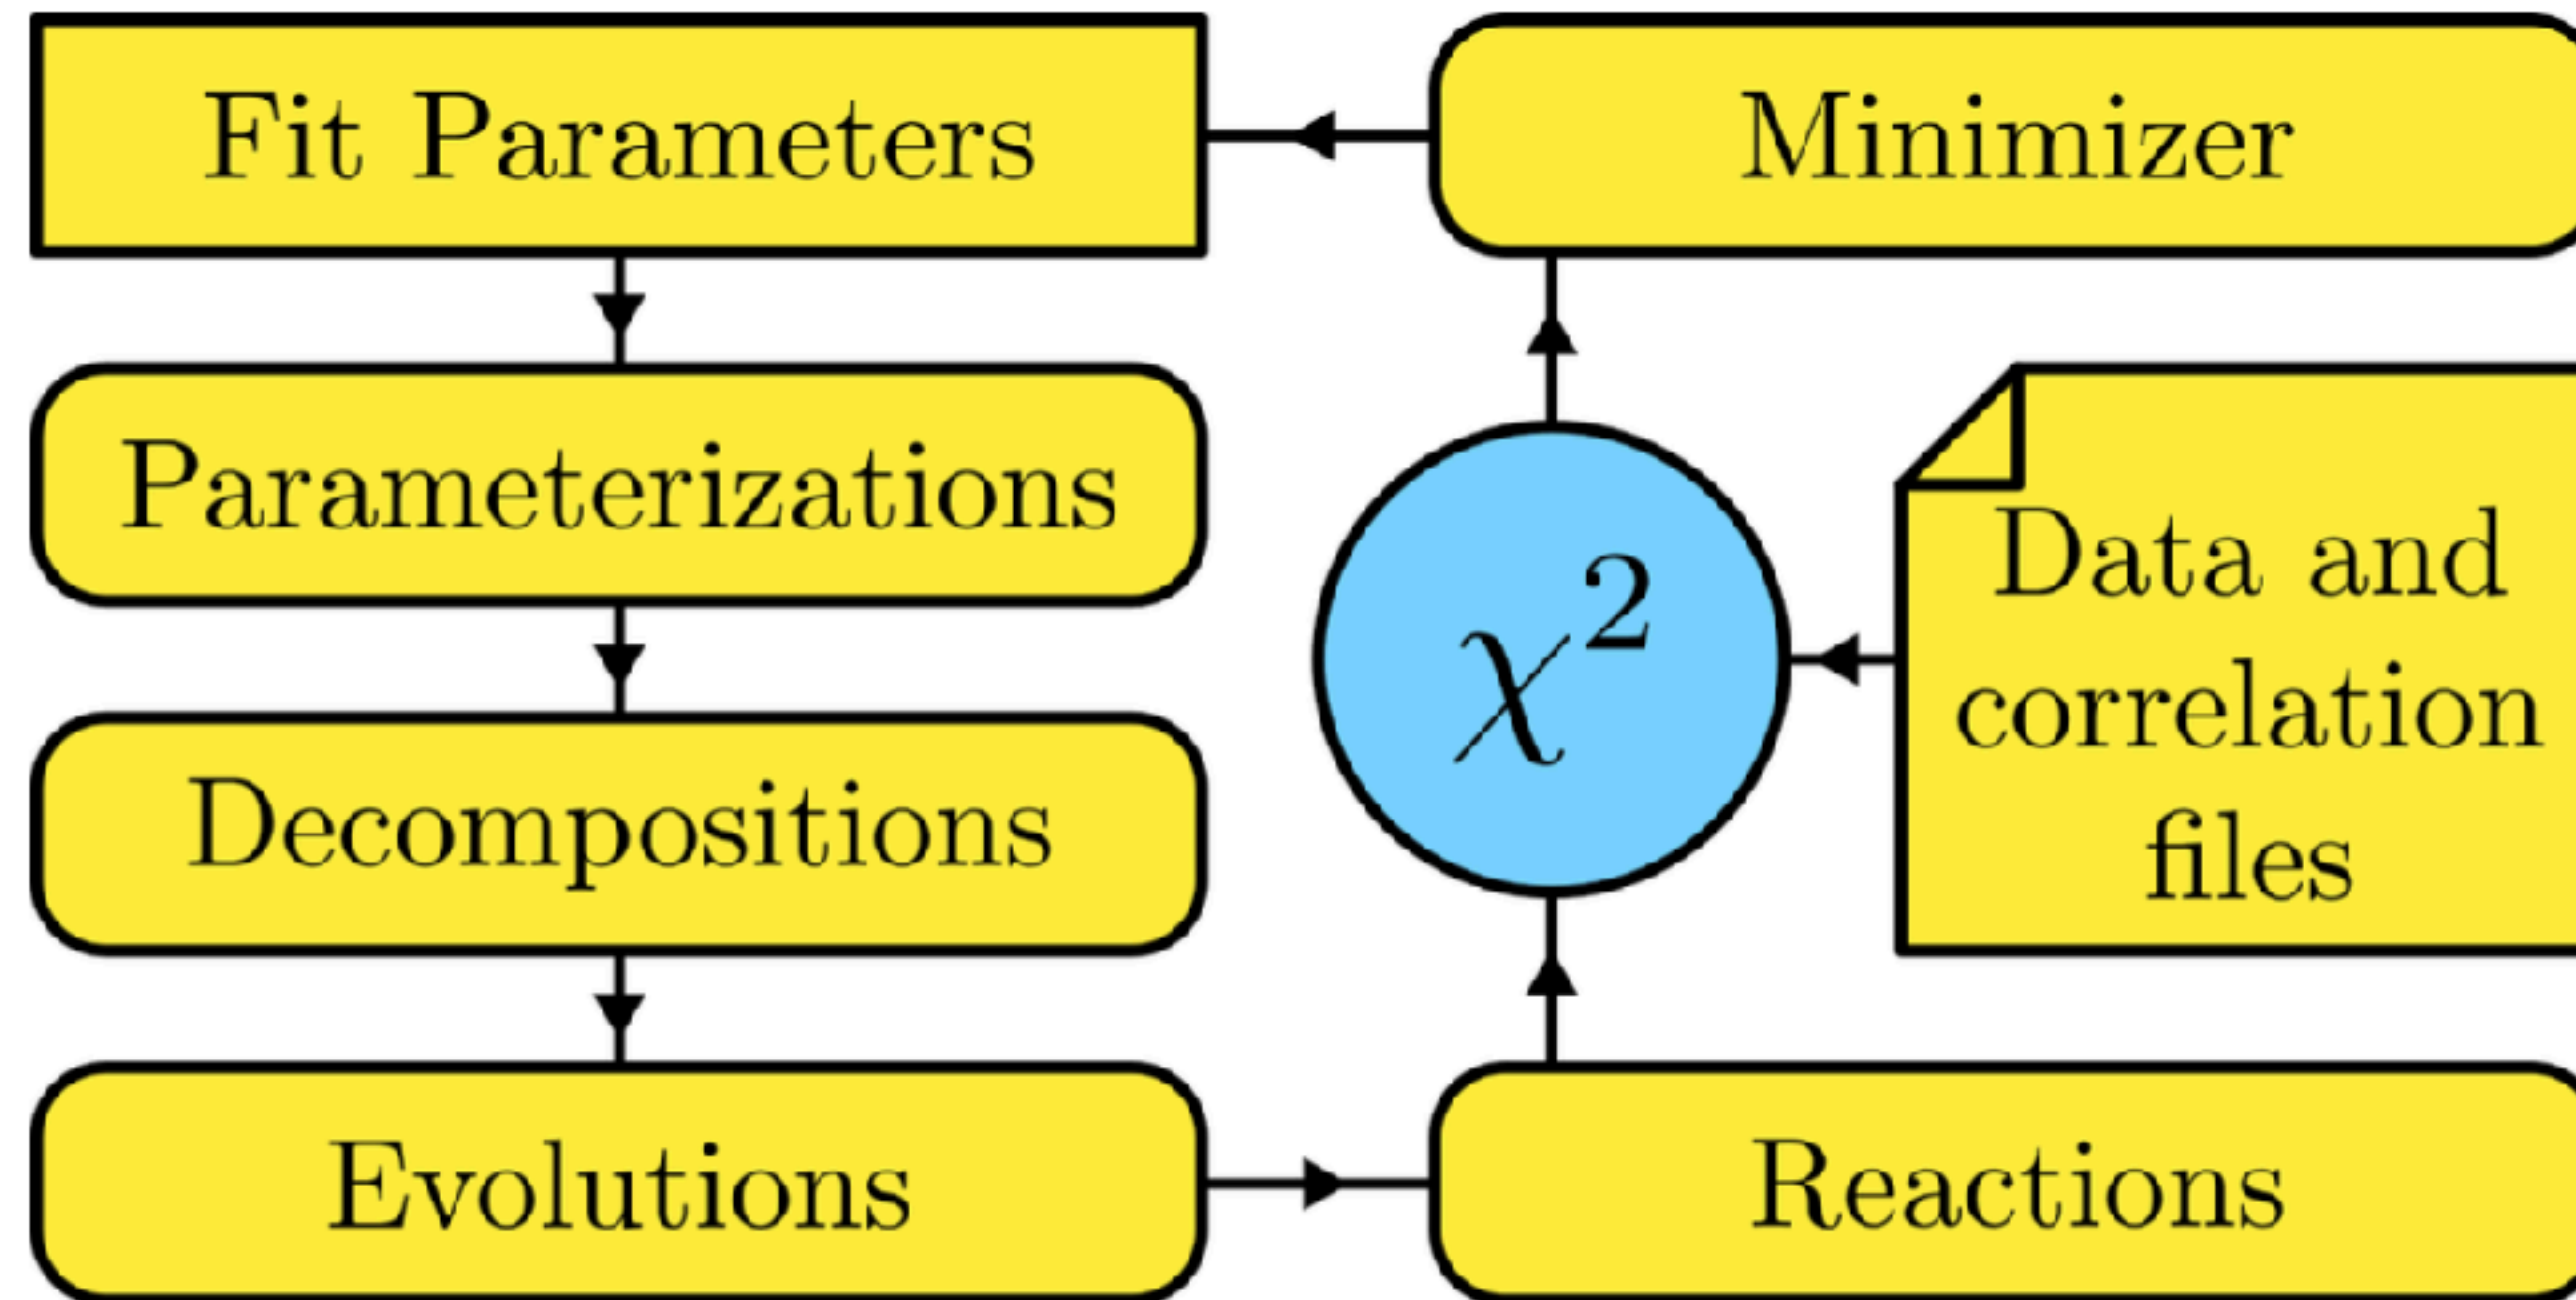 Fit Parameters
Minimizer
Parameterizations
Decompositions
χ²
Data and
correlation
files
Evolutions
Reactions